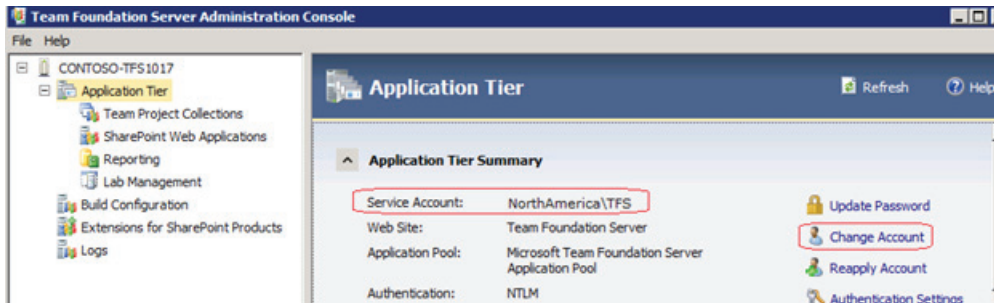 Team Foundation Server Administration Console
File Help
CONTOSO-TFS1017
Application Tier
Team Project Collections
SharePoint Web Applications
Reporting
Lab Management
Build Configuration
Extensions for SharePoint Products
Logs
Application Tier
Refresh
Help
Application Tier Summary
Service Account: NorthAmerica\TFS
Web Site: Team Foundation Server
Application Pool: Microsoft Team Foundation Server
Application Pool
Authentication: NTLM
Update Password
Change Account
Reapply Account
Authentication Settings